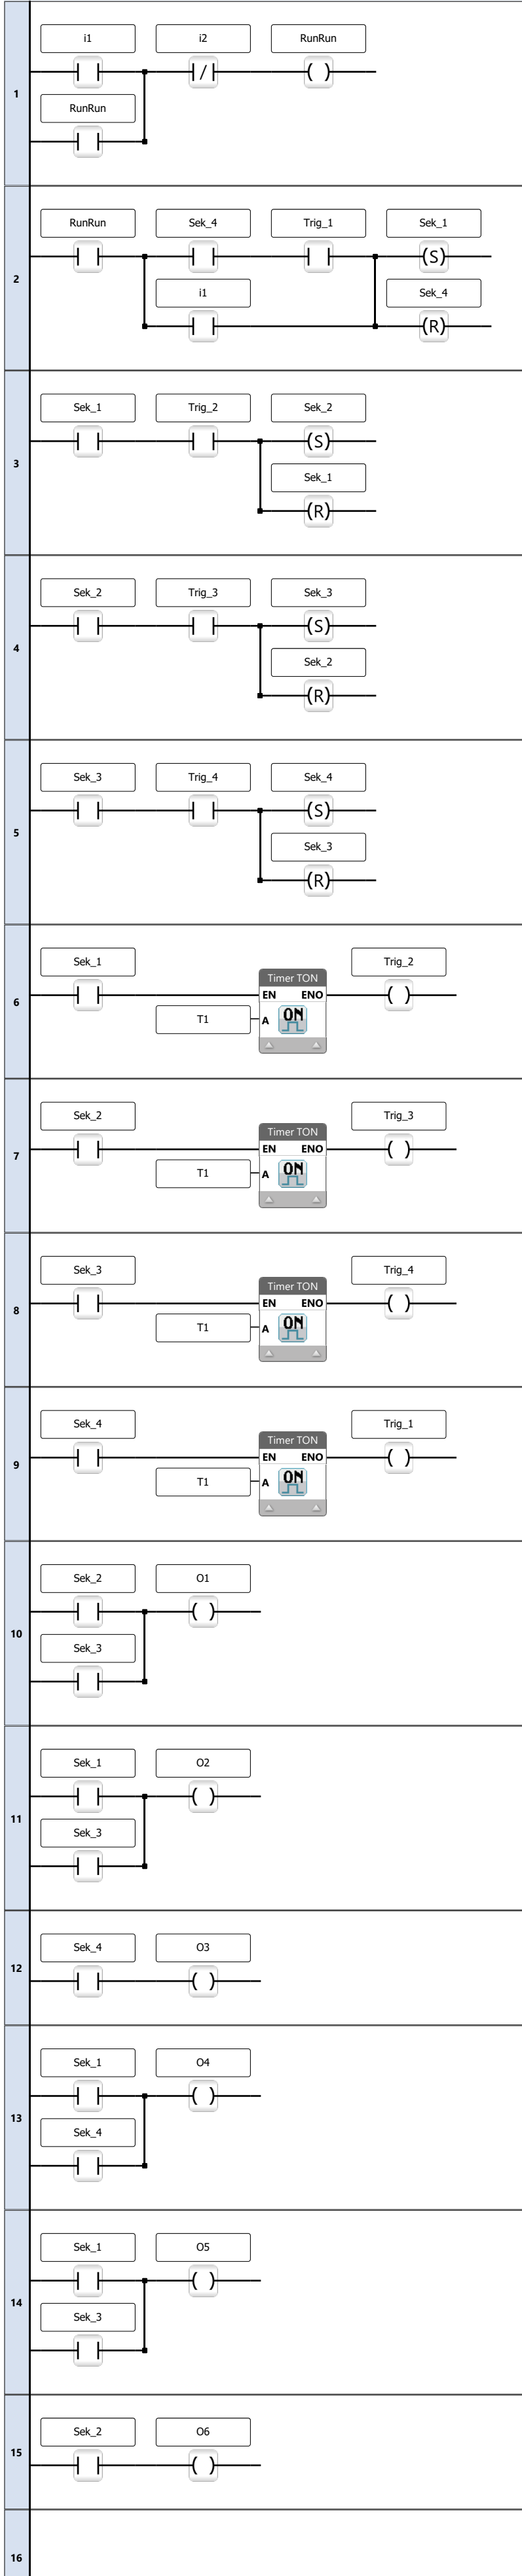 i1 i2 RunRun
1
RunRun
RunRun Sek_4 Trig_1 Sek_1
(S)
2
i1 Sek_4
(R)
Sek_1 Trig_2 Sek_2
(S)
3
Sek_1
(R)
Sek_2 Trig_3 Sek_3
(S)
4
Sek_2
(R)
Sek_3 Trig_4 Sek_4
(S)
5
Sek_3
(R)
Sek_1 Trig_2
Timer TON
6
EN ENO
T1 A ON
Sek_2 Trig_3
Timer TON
7
EN ENO
T1 A ON
Sek_3 Trig_4
Timer TON
8
EN ENO
T1 A ON
Sek_4 Trig_1
Timer TON
9
EN ENO
T1 A ON
Sek_2 O1
10
Sek_3
Sek_1 O2
11
Sek_3
Sek_4 O3
12
Sek_1 O4
13
Sek_4
Sek_1 O5
14
Sek_3
Sek_2 O6
15
16